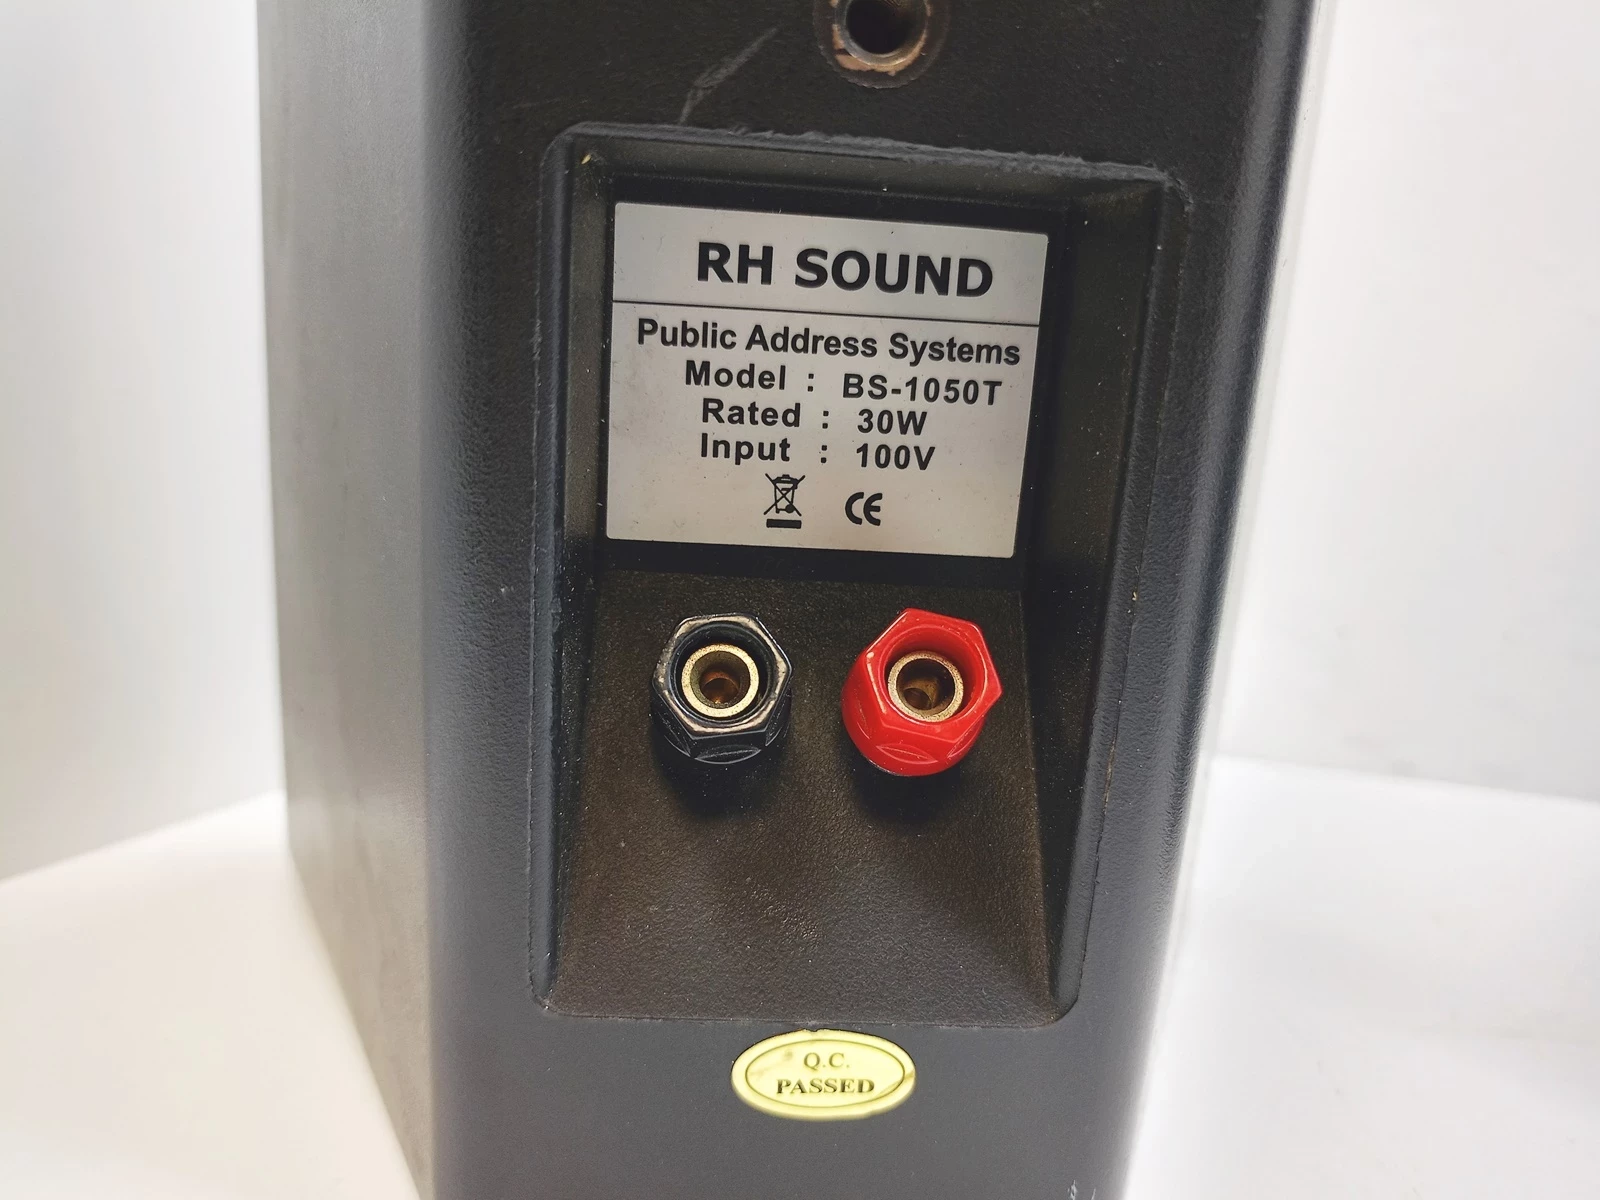 RH SOUND
Public Address Systems
Model : BS-1050T
Rated : 30W
Input : 100V
CE
Q.C.
PASSED